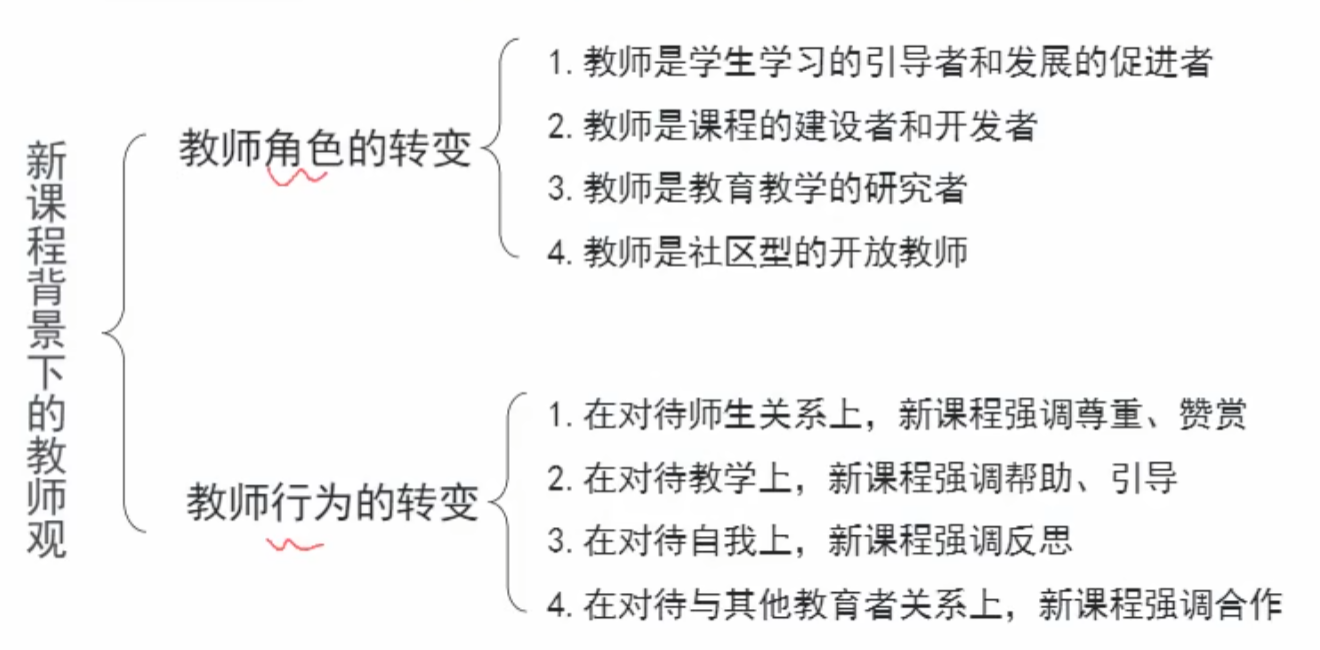 新课程背景下的教师观
教师角色的转变
1. 教师是学生学习的引导者和发展的促进者
2. 教师是课程的建设者和开发者
3. 教师是教育教学的研究者
4. 教师是社区型的开放教师
教师行为的转变
1. 在对待师生关系上，新课程强调尊重、赞赏
2. 在对待教学上，新课程强调帮助、引导
3. 在对待自我上，新课程强调反思
4. 在对待与其他教育者关系上，新课程强调合作